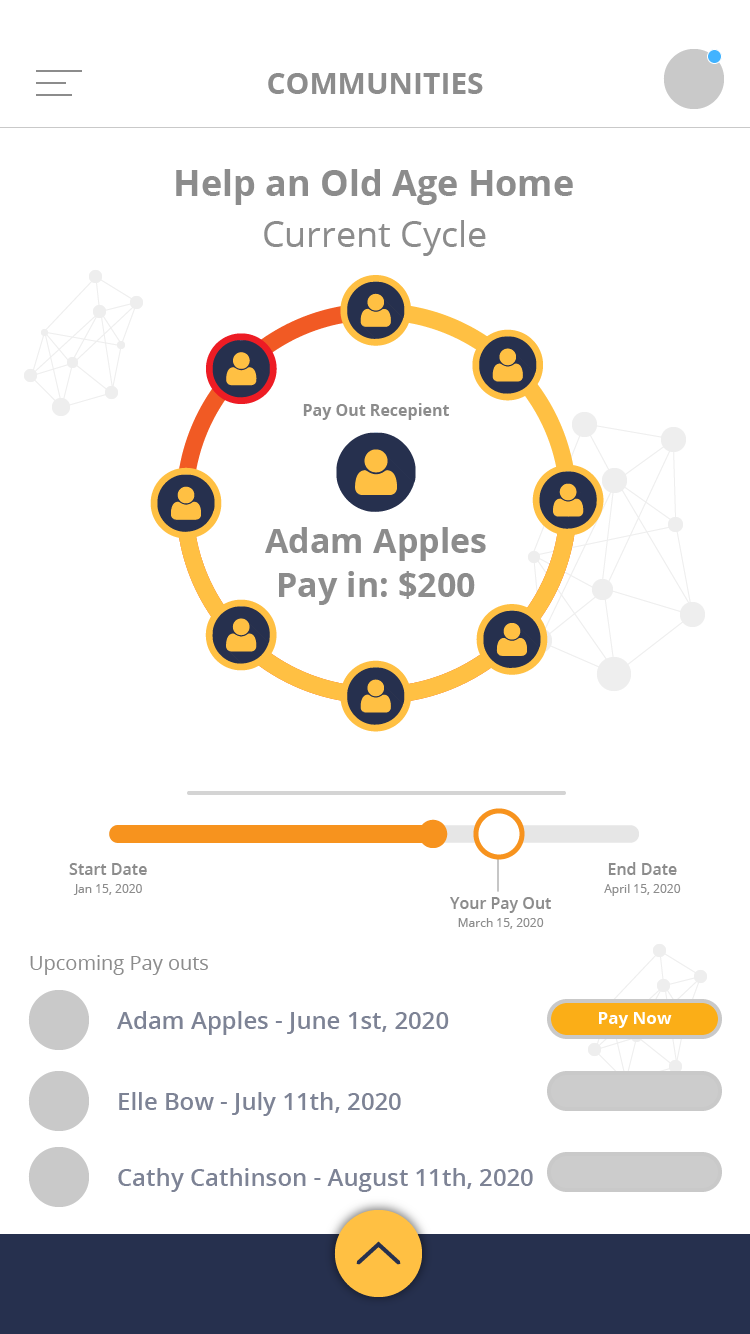 COMMUNITIES
Help an Old Age Home
Current Cycle
Pay Out Recepient
Adam Apples
Pay in: $200
Start Date
Jan 15, 2020
End Date
April 15, 2020
Your Pay Out
March 15, 2020
Upcoming Pay outs
Adam Apples - June 1st, 2020
Pay Now
Elle Bow - July 11th, 2020
Cathy Cathinson - August 11th, 2020